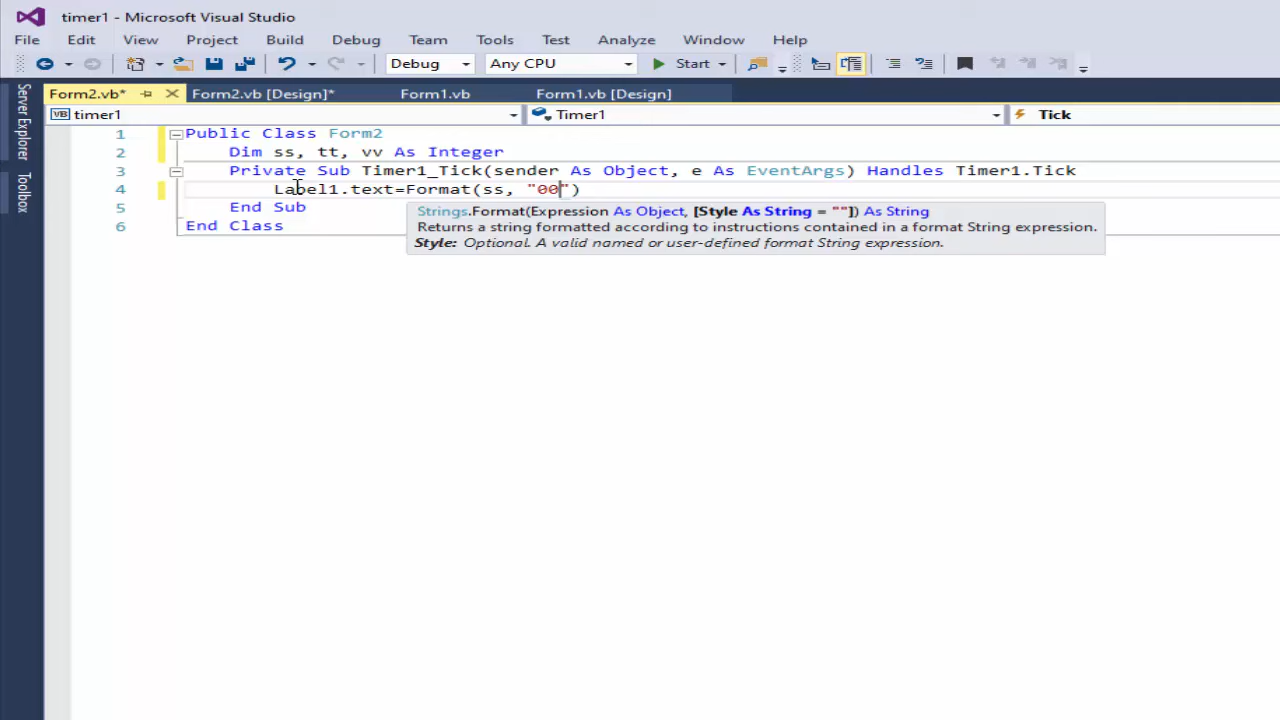 timer1 - Microsoft Visual Studio
File Edit View Project Build Debug Team Tools Test Analyze Window Help
Debug Any CPU Start
Server Explorer
Toolbox
Form2.vb* Form2.vb [Design]* Form1.vb Form1.vb [Design]
VB timer1 Timer1 Tick
1 Public Class Form2
2 Dim ss, tt, vv As Integer
3 Private Sub Timer1_Tick(sender As Object, e As EventArgs) Handles Timer1.Tick
4 Label1.text=Format(ss, "00")
5 End Sub
6 End Class
Strings.Format(Expression As Object, [Style As String = ""]) As String
Returns a string formatted according to instructions contained in a format String expression.
Style: Optional. A valid named or user-defined format String expression.